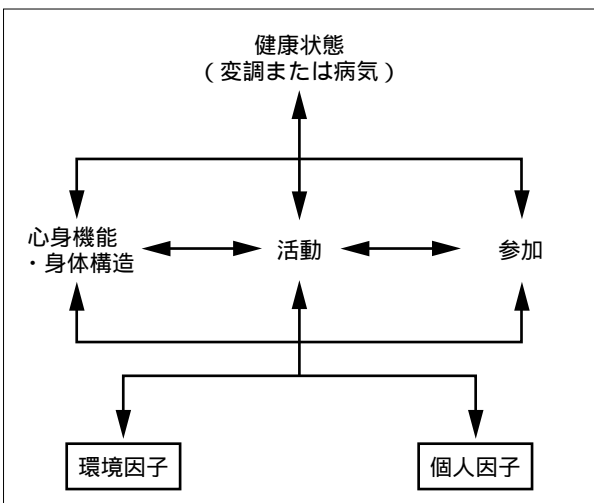 健康状態
（変調または病気）
心身機能
・身体構造
活動
参加
環境因子
個人因子